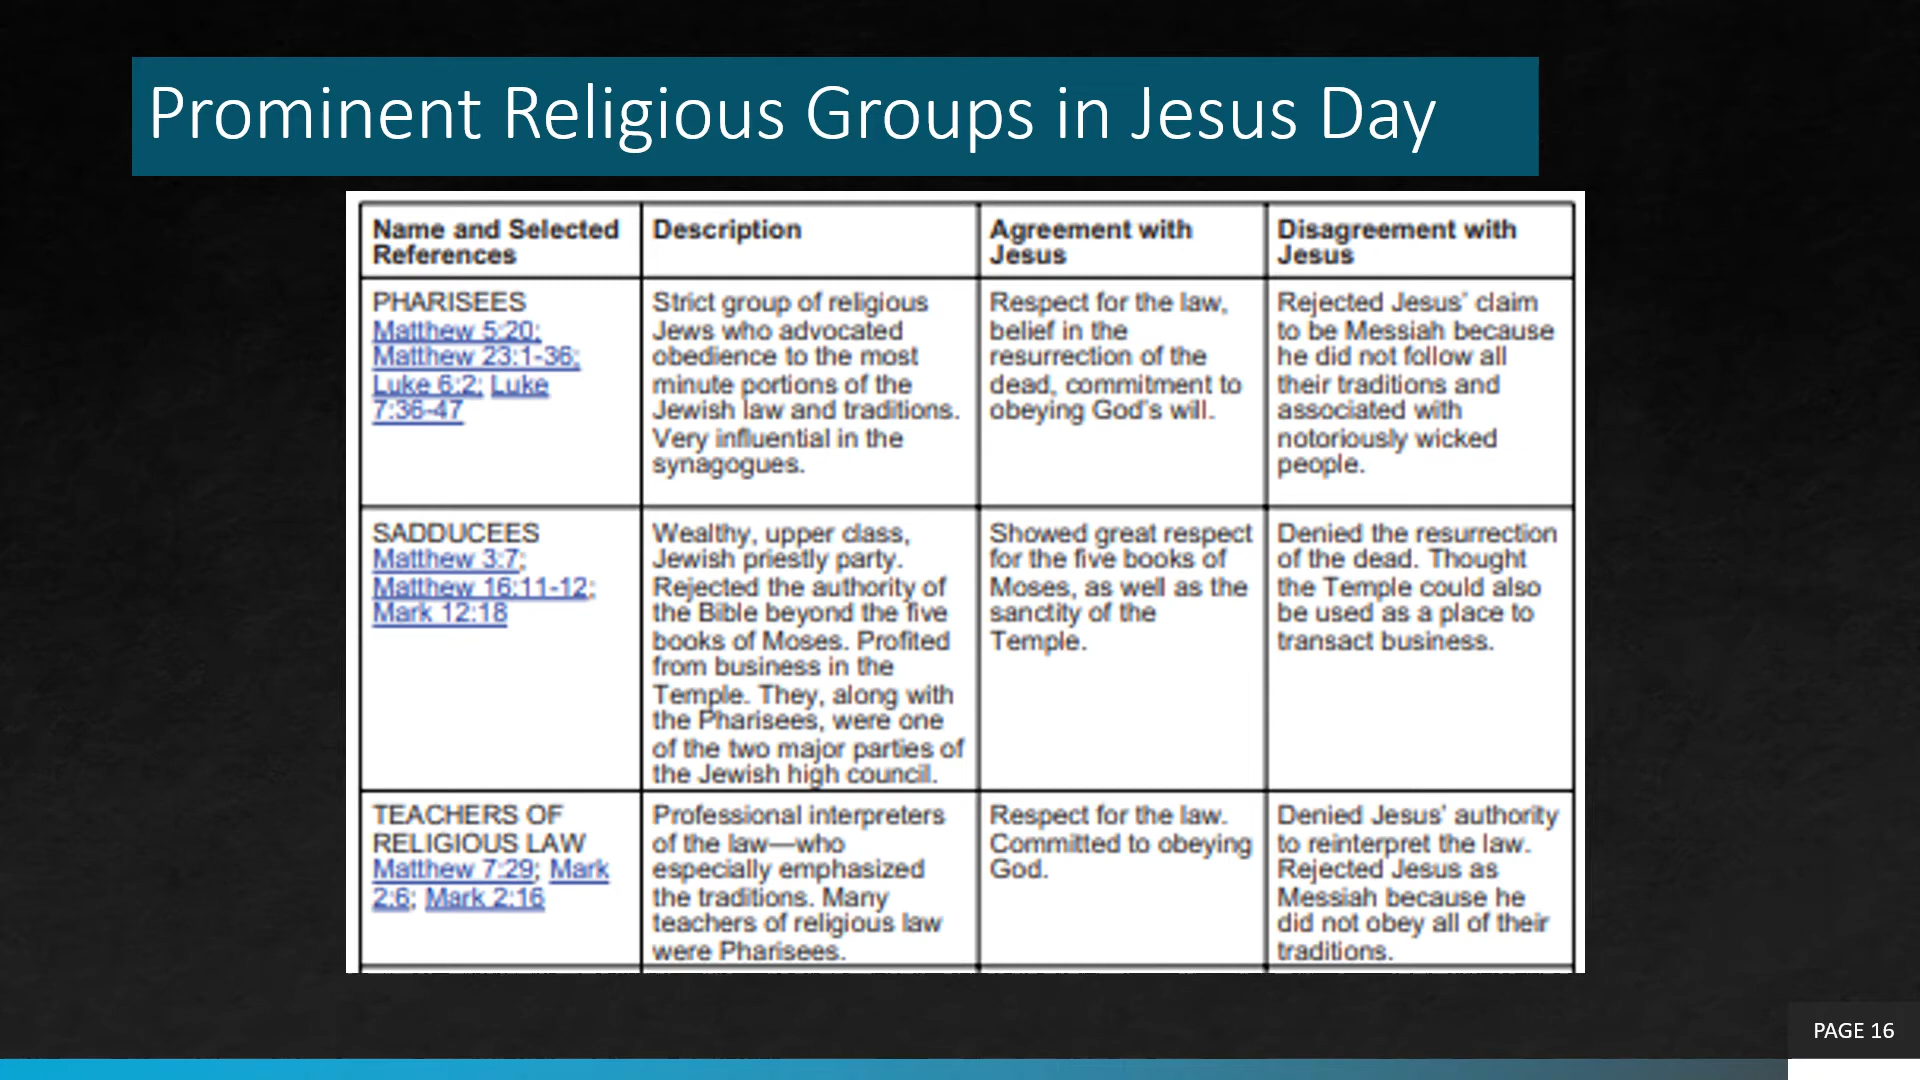 Prominent Religious Groups in Jesus Day
Name and Selected
References
Description
Agreement with
Jesus
Disagreement with
Jesus
PHARISEES
Matthew 5:20;
Matthew 23:1-36;
Luke 6:2; Luke
7:36-47
Strict group of religious
Jews who advocated
obedience to the most
minute portions of the
Jewish law and traditions.
Very influential in the
synagogues.
Respect for the law,
belief in the
resurrection of the
dead, commitment to
obeying God's will.
Rejected Jesus' claim
to be Messiah because
he did not follow all
their traditions and
associated with
notoriously wicked
people.
SADDUCEES
Matthew 3:7;
Matthew 16:11-12;
Mark 12:18
Wealthy, upper class,
Jewish priestly party.
Rejected the authority of
the Bible beyond the five
books of Moses. Profited
from business in the
Temple. They, along with
the Pharisees, were one
of the two major parties of
the Jewish high council.
Showed great respect
for the five books of
Moses, as well as the
sanctity of the
Temple.
Denied the resurrection
of the dead. Thought
the Temple could also
be used as a place to
transact business.
TEACHERS OF
RELIGIOUS LAW
Matthew 7:29; Mark
2:6; Mark 2:16
Professional interpreters
of the law—who
especially emphasized
the traditions. Many
teachers of religious law
were Pharisees.
Respect for the law.
Committed to obeying
God.
Denied Jesus' authority
to reinterpret the law.
Rejected Jesus as
Messiah because he
did not obey all of their
traditions.
PAGE 16